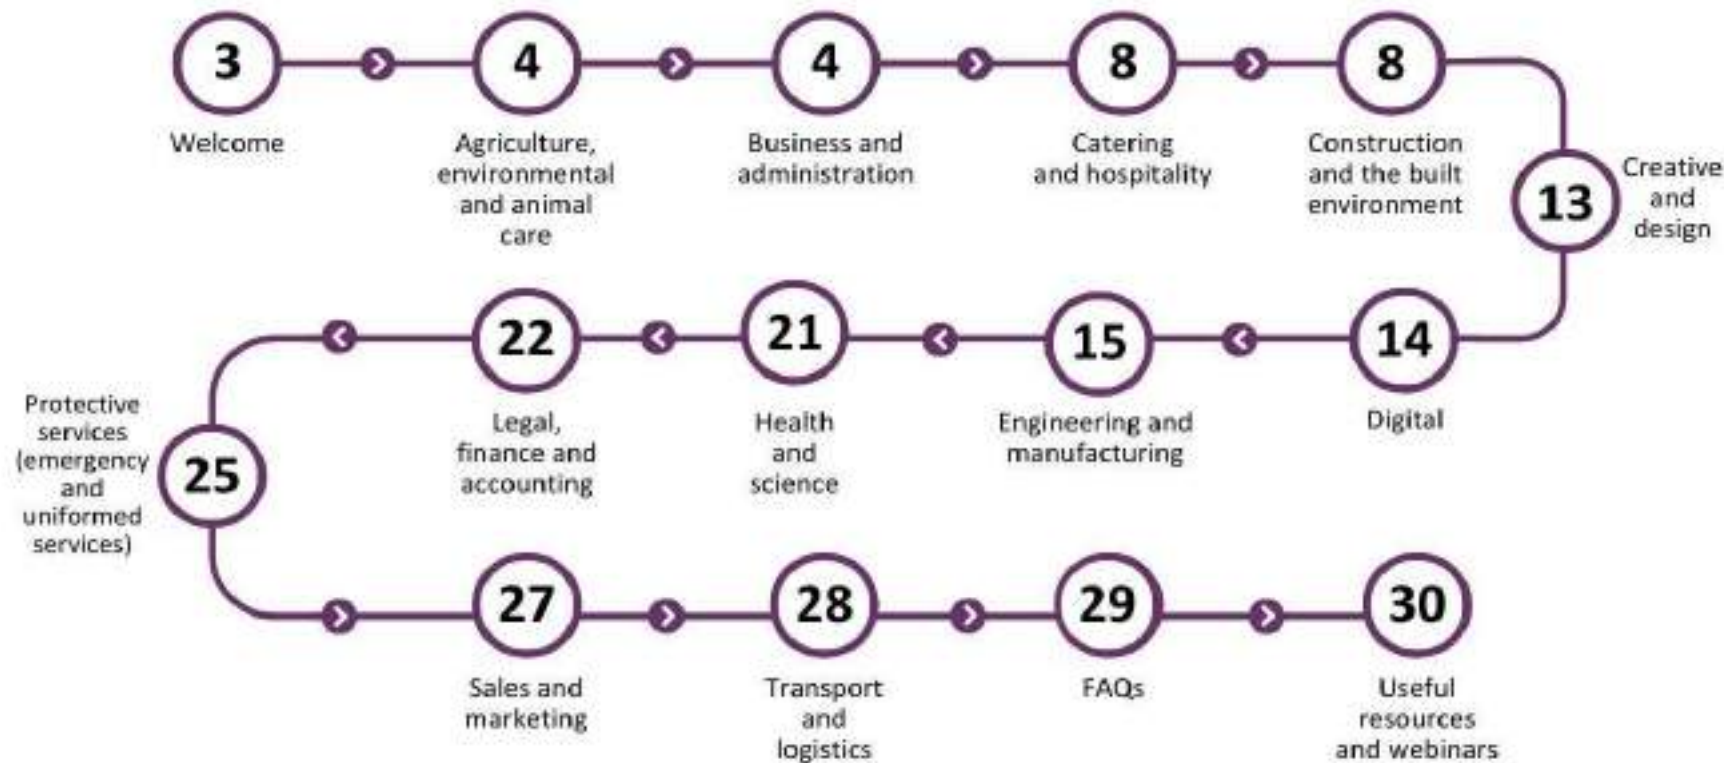 3
Welcome
4
Agriculture,
environmental
and animal
care
4
Business and
administration
8
Catering
and hospitality
8
Construction
and the built
environment
13
Creative
and
design
14
Digital
15
Engineering and
manufacturing
21
Health
and
science
22
Legal,
finance and
accounting
25
Protective
services
(emergency
and
uniformed
services)
27
Sales and
marketing
28
Transport
and
logistics
29
FAQs
30
Useful
resources
and webinars